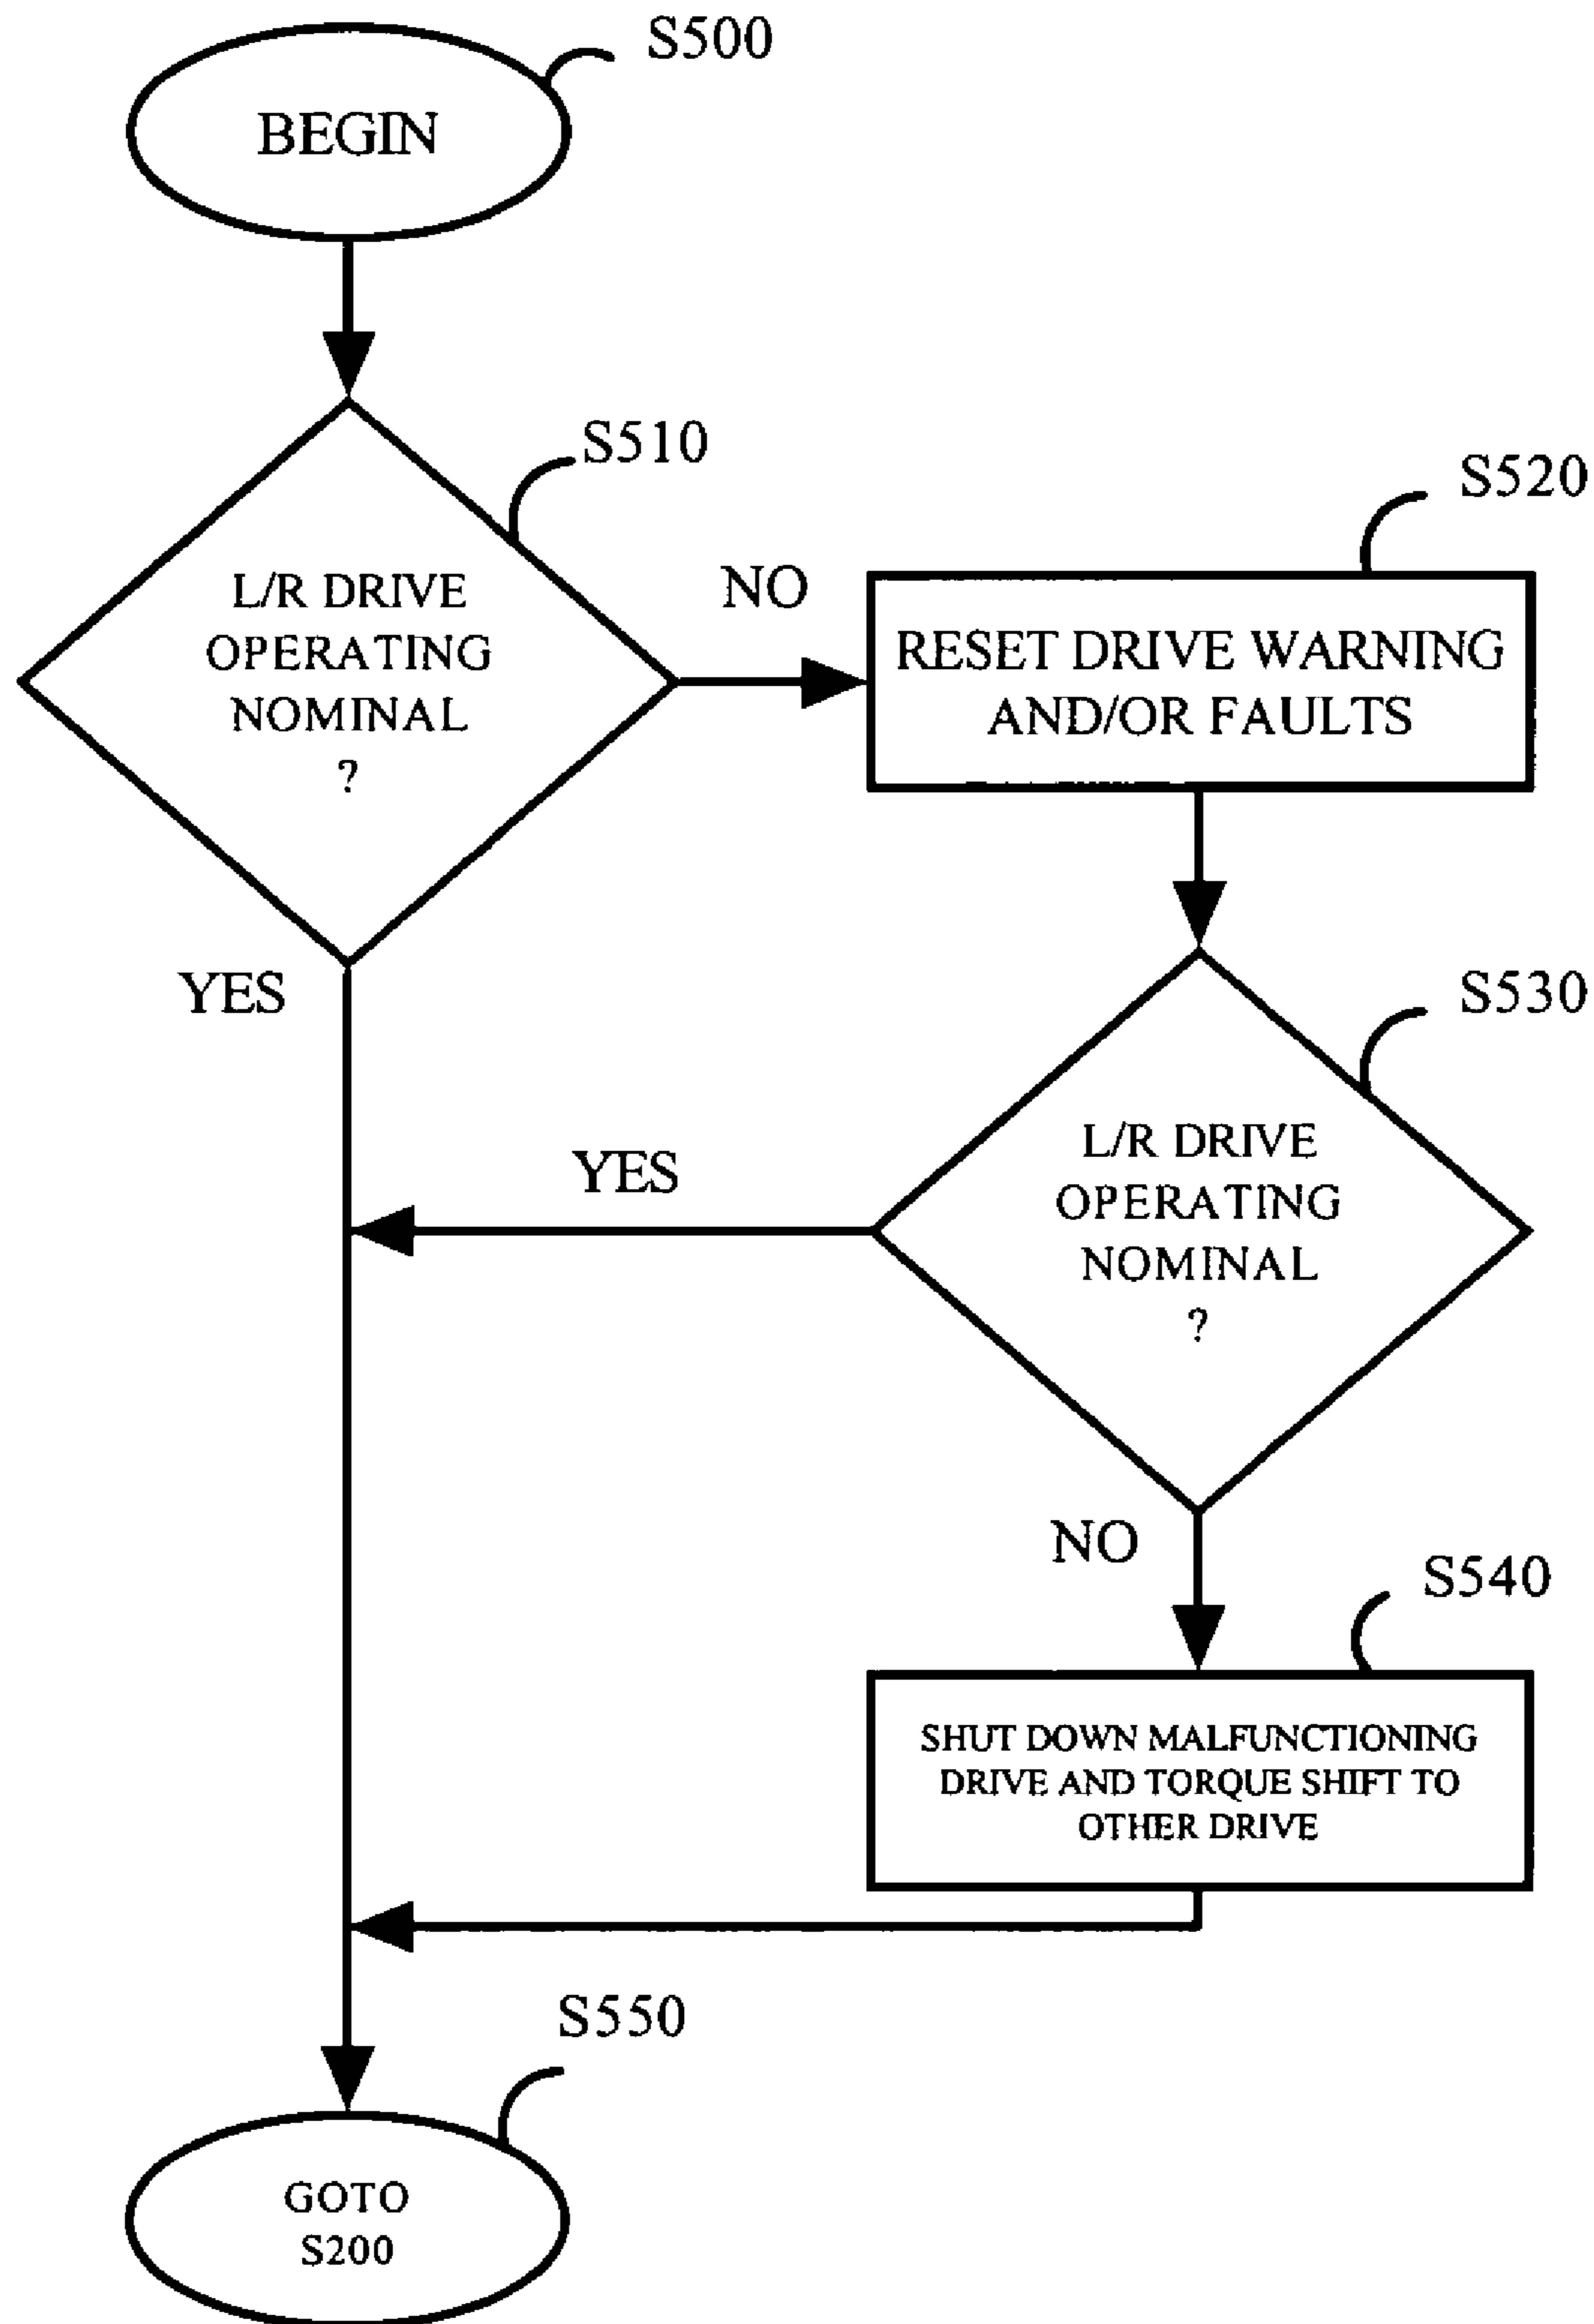 S500
BEGIN
S510
L/R DRIVE
OPERATING
NOMINAL
?
NO
YES
S520
RESET DRIVE WARNING
AND/OR FAULTS
S530
L/R DRIVE
OPERATING
NOMINAL
?
YES
NO
S540
SHUT DOWN MALFUNCTIONING
DRIVE AND TORQUE SHIFT TO
OTHER DRIVE
S550
GOTO
S200